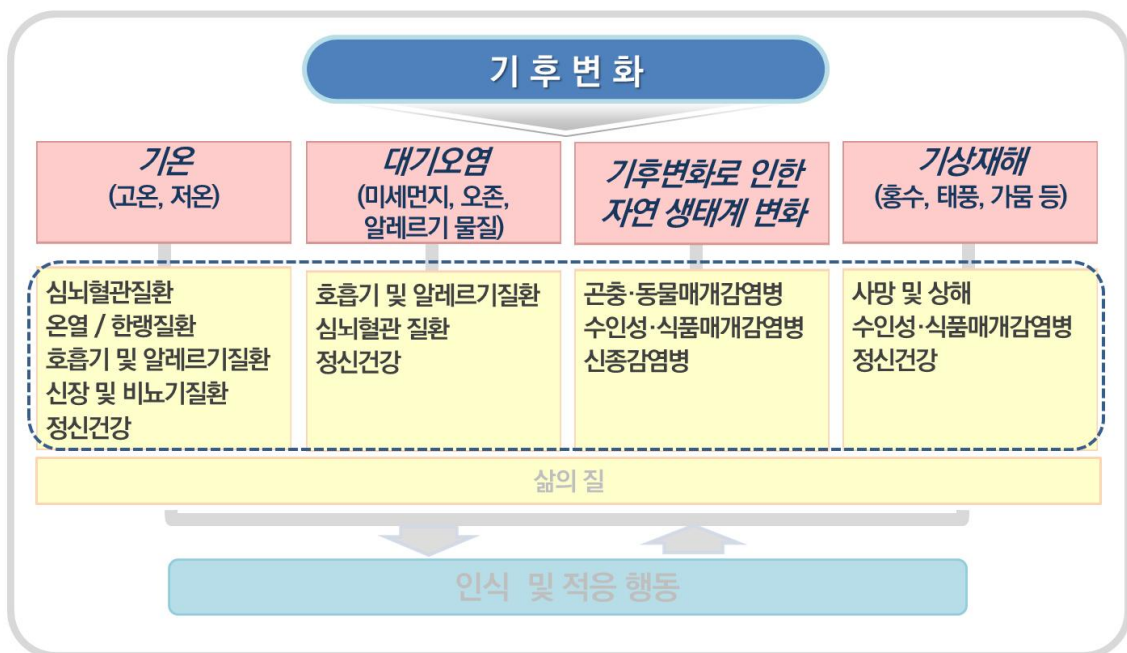 기 후 변 화
기온
(고온, 저온)
대기오염
(미세먼지, 오존,
알레르기 물질)
기후변화로 인한
자연 생태계 변화
기상재해
(홍수, 태풍, 가뭄 등)
심뇌혈관질환
온열 / 한랭질환
호흡기 및 알레르기질환
신장 및 비뇨기질환
정신건강
호흡기 및 알레르기질환
심뇌혈관 질환
정신건강
곤충·동물매개감염병
수인성·식품매개감염병
신종감염병
사망 및 상해
수인성·식품매개감염병
정신건강
삶의 질
인식 및 적응 행동